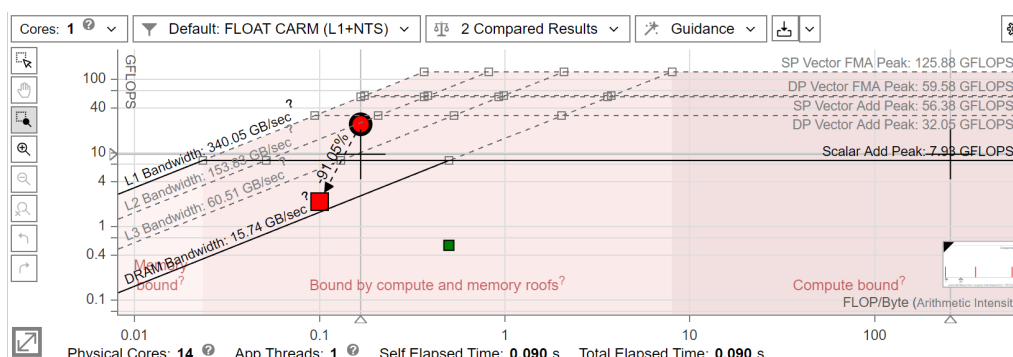 Cores: 1 ? Default: FLOAT CARM (L1+NTS) 2 Compared Results Guidance
GFLOPS
100
40
10
4
1
0.4
0.1
SP Vector FMA Peak: 125.88 GFLOPS
DP Vector FMA Peak: 59.58 GFLOPS
SP Vector Add Peak: 56.38 GFLOPS
DP Vector Add Peak: 32.05 GFLOPS
Scalar Add Peak: 7.93 GFLOPS
L1 Bandwidth: 340.05 GB/sec ?
L2 Bandwidth: 153.83 GB/sec ?
L3 Bandwidth: 60.51 GB/sec ?
DRAM Bandwidth: 15.74 GB/sec ?
-91.05%
Memory
bound?
Bound by compute and memory roofs?
Compute bound?
FLOP/Byte (Arithmetic Intensit
0.01 0.1 1 10 100
Physical Cores: 14 ? App Threads: 1 ? Self Elapsed Time: 0.090 s Total Elapsed Time: 0.090 s